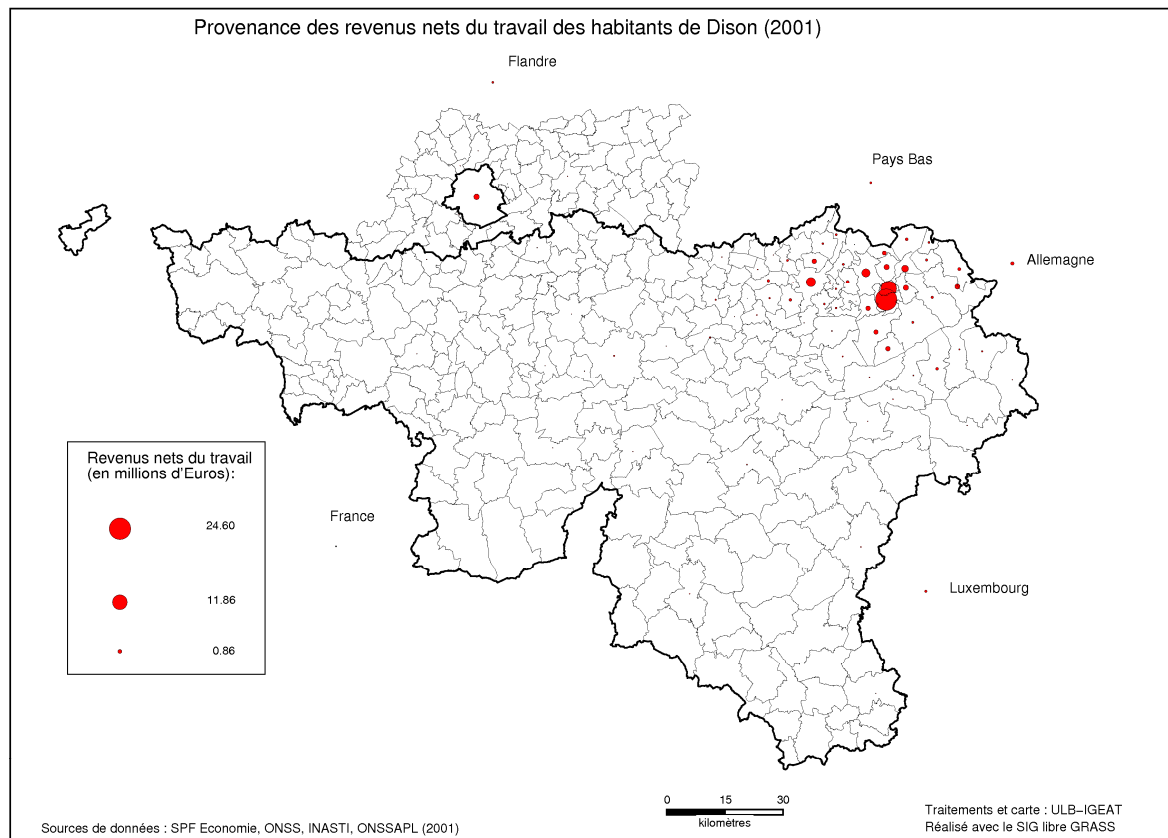 Provenance des revenus nets du travail des habitants de Dison (2001)
Flandre
Pays Bas
Allemagne
Revenus nets du travail
(en millions d'Euros):
24.60
11.86
0.86
France
Luxembourg
0 15 30
kilomètres
Sources de données : SPF Economie, ONSS, INASTI, ONSSAPL (2001)
Traitements et carte : ULB−IGEAT
Réalisé avec le SIG libre GRASS